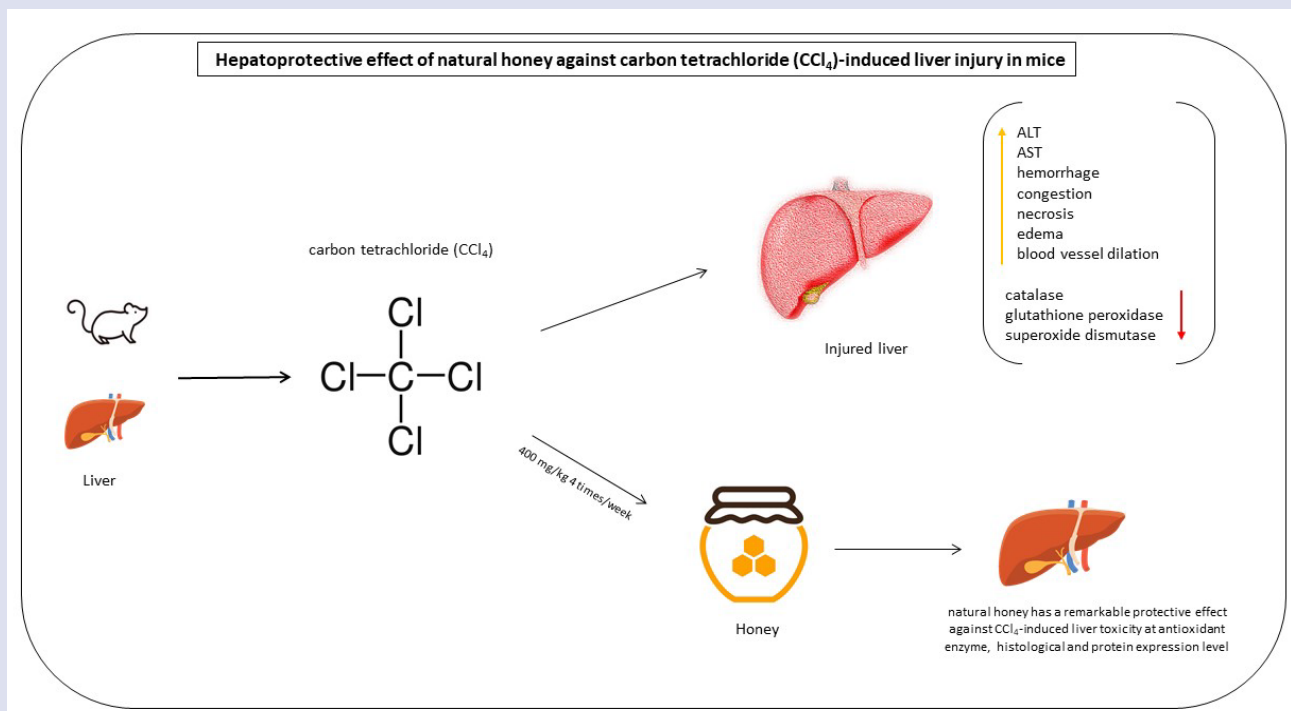 Hepatoprotective effect of natural honey against carbon tetrachloride (CCl₄)-induced liver injury in mice
ALT
AST
hemorrhage
congestion
necrosis
edema
blood vessel dilation
catalase
glutathione peroxidase
superoxide dismutase
carbon tetrachloride (CCl₄)
Cl
Cl C Cl
Cl
Injured liver
Liver
400 mg/kg 4 times/week
Honey
natural honey has a remarkable protective effect
against CCl₄-induced liver toxicity at antioxidant
enzyme, histological and protein expression level